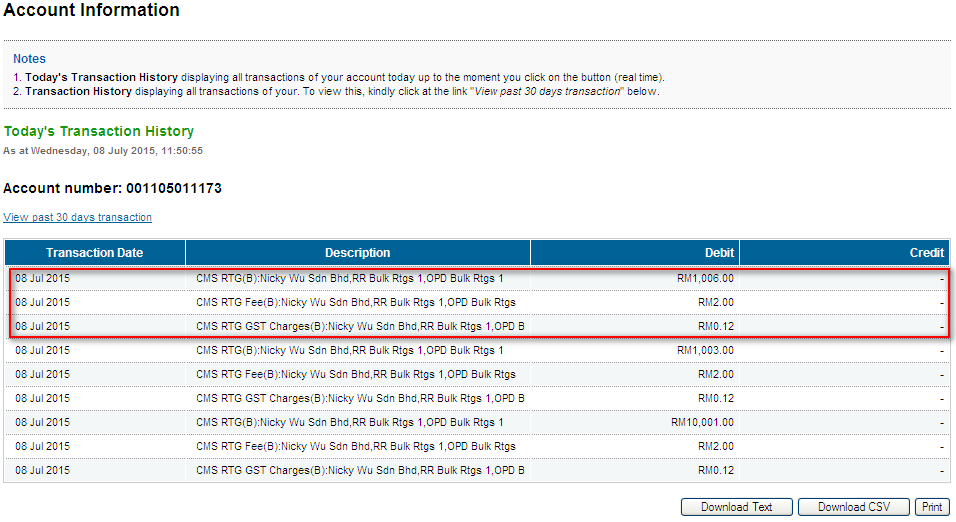 Account Information
Notes
1. Today's Transaction History displaying all transactions of your account today up to the moment you click on the button (real time).
2. Transaction History displaying all transactions of your. To view this, kindly click at the link "View past 30 days transaction" below.
Today's Transaction History
As at Wednesday, 08 July 2015, 11:50:55
Account number: 001105011173
View past 30 days transaction
Transaction Date Description Debit Credit
08 Jul 2015 CMS RTG(B):Nicky Wu Sdn Bhd,RR Bulk Rtgs 1,OPD Bulk Rtgs 1 RM1,006.00 -
08 Jul 2015 CMS RTG Fee(B):Nicky Wu Sdn Bhd,RR Bulk Rtgs 1,OPD Bulk Rtgs RM2.00 -
08 Jul 2015 CMS RTG GST Charges(B):Nicky Wu Sdn Bhd,RR Bulk Rtgs 1,OPD B RM0.12 -
08 Jul 2015 CMS RTG(B):Nicky Wu Sdn Bhd,RR Bulk Rtgs 1,OPD Bulk Rtgs 1 RM1,003.00 -
08 Jul 2015 CMS RTG Fee(B):Nicky Wu Sdn Bhd,RR Bulk Rtgs 1,OPD Bulk Rtgs RM2.00 -
08 Jul 2015 CMS RTG GST Charges(B):Nicky Wu Sdn Bhd,RR Bulk Rtgs 1,OPD B RM0.12 -
08 Jul 2015 CMS RTG(B):Nicky Wu Sdn Bhd,RR Bulk Rtgs 1,OPD Bulk Rtgs 1 RM10,001.00 -
08 Jul 2015 CMS RTG Fee(B):Nicky Wu Sdn Bhd,RR Bulk Rtgs 1,OPD Bulk Rtgs RM2.00 -
08 Jul 2015 CMS RTG GST Charges(B):Nicky Wu Sdn Bhd,RR Bulk Rtgs 1,OPD B RM0.12 -
Download Text Download CSV Print